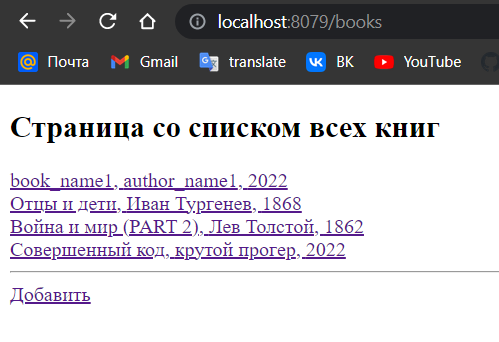 localhost:8079/books
Почта Gmail translate ВК YouTube
Страница со списком всех книг
book_name1, author_name1, 2022
Отцы и дети, Иван Тургенев, 1868
Война и мир (PART 2), Лев Толстой, 1862
Совершенный код, крутой прогер, 2022
Добавить